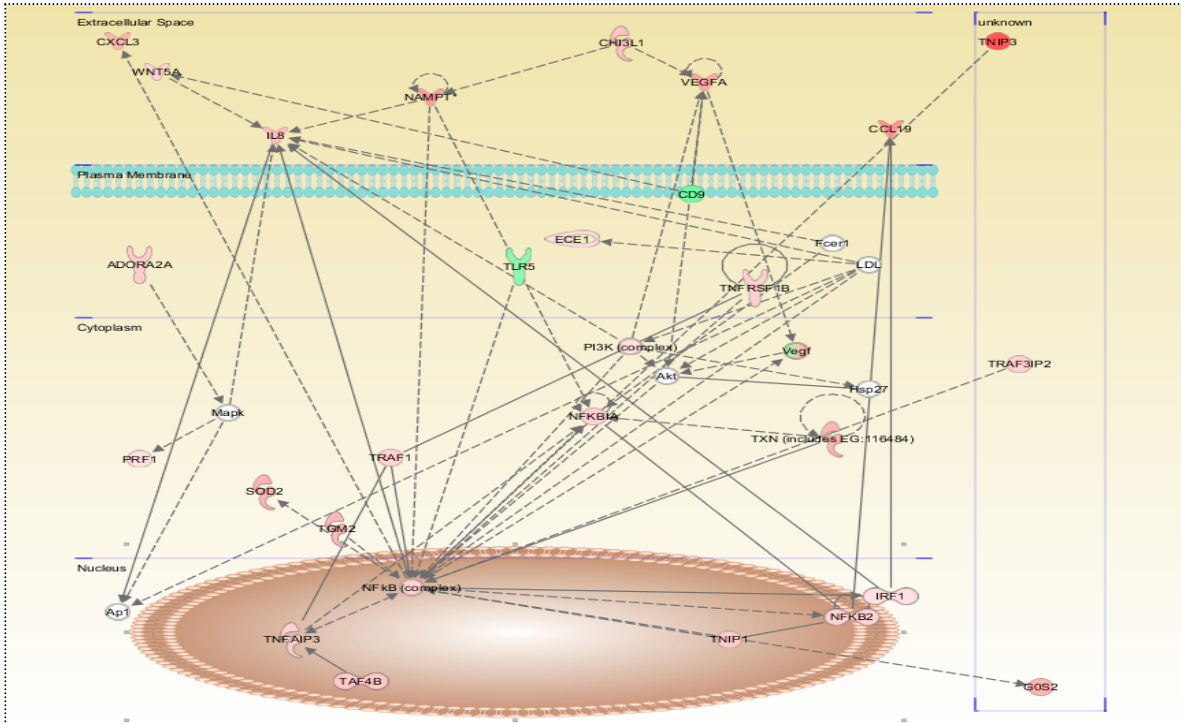 Extracellular Space
unknown
CXCL3
CHI3L1
TNIP3
WNT5A
VEGFA
NAMPT*
CCL19
IL8
Plasma Membrane
CD9
ECE1
Fcer1
ADORA2A
TLR5
LDL
TNFRSF1B
Cytoplasm
PI3K (complex)
Vegf
TRAF3IP2
Akt
Hsp27
Mapk
NFKBIA
TXN (includes EG:116484)
PRF1
TRAF1
SOD2
TGM2
Nucleus
NFkB (complex)
IRF1
Ap1
NFKB2
TNFAIP3
TNIP1
TAF4B
G0S2